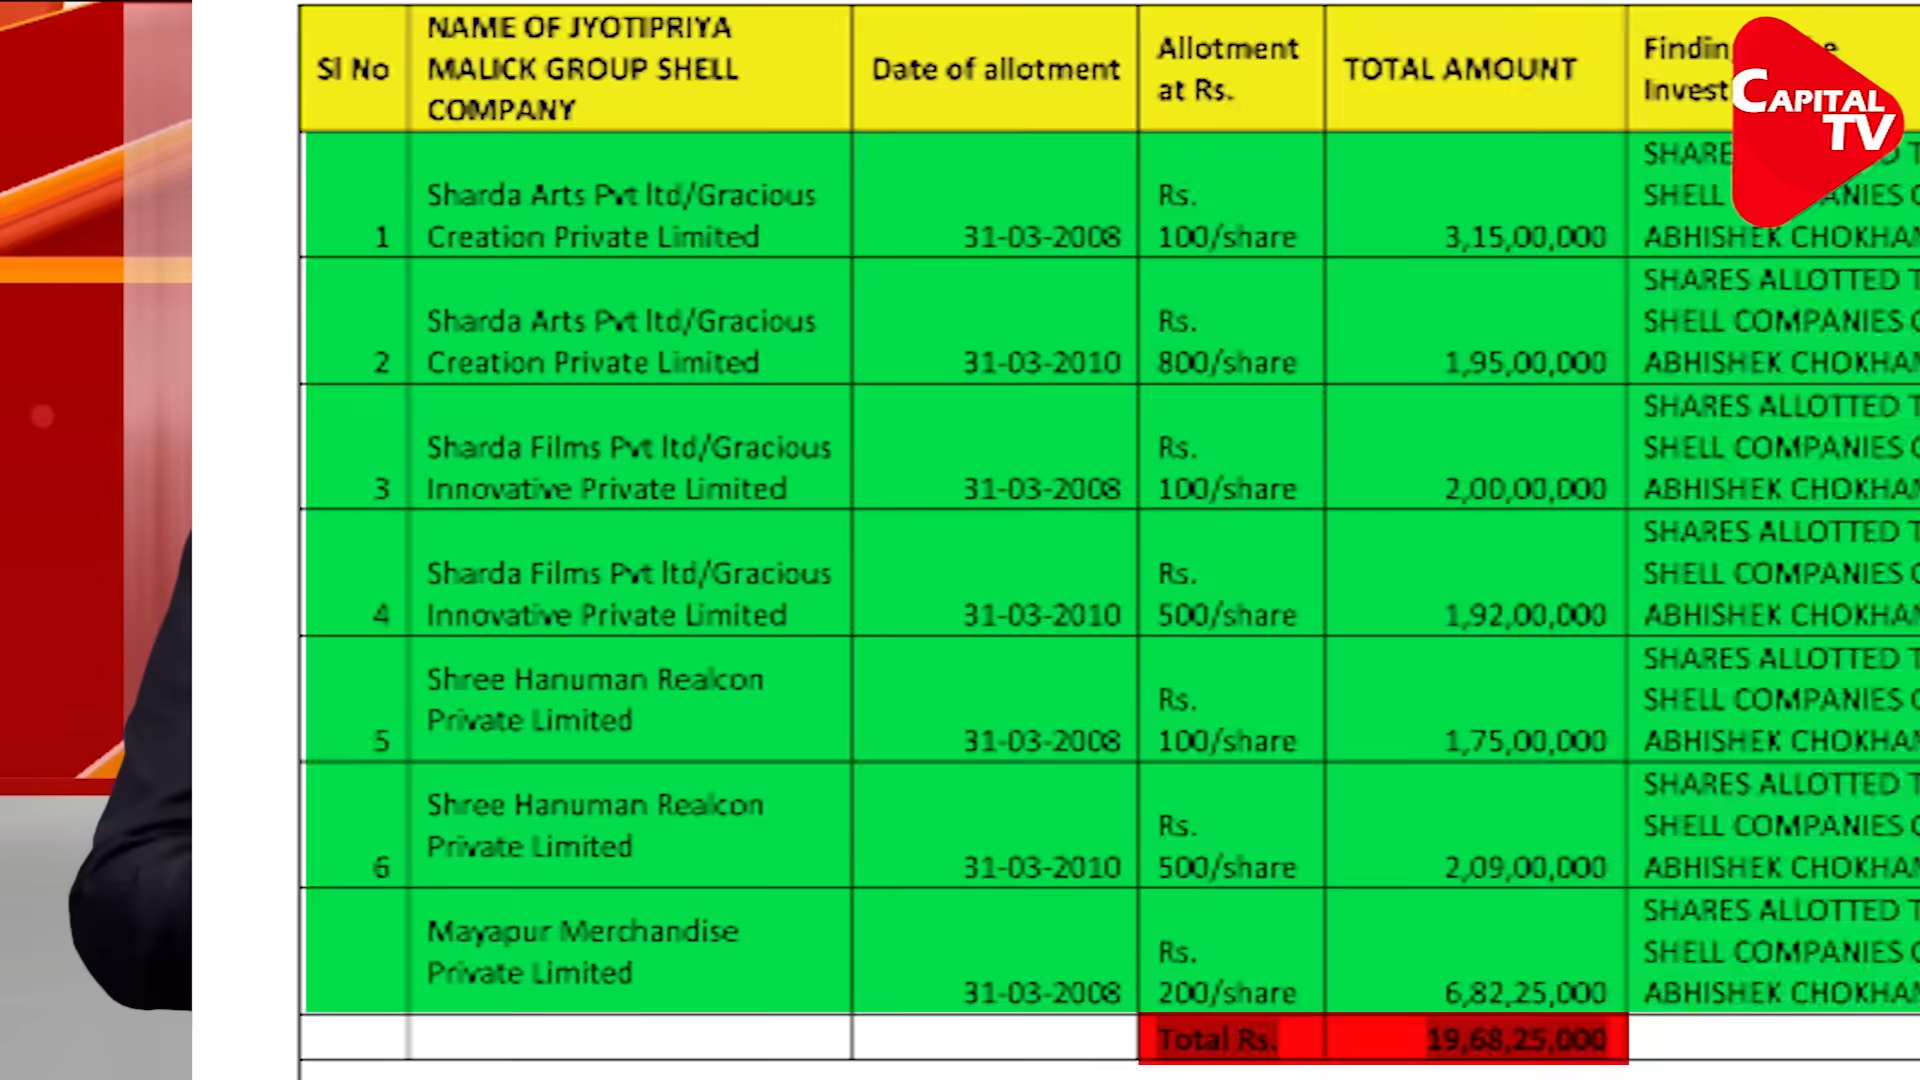 Sl No
NAME OF JYOTIPRIYA
MALICK GROUP SHELL
COMPANY
Date of allotment
Allotment
at Rs.
TOTAL AMOUNT
CAPITAL
TV
1
Sharda Arts Pvt ltd/Gracious
Creation Private Limited
31-03-2008
Rs.
100/share
3,15,00,000
SHELL
ABHISHEK
2
Sharda Arts Pvt ltd/Gracious
Creation Private Limited
31-03-2010
Rs.
800/share
1,95,00,000
SHARES ALLOTTED
SHELL COMPANIES
ABHISHEK
3
Sharda Films Pvt ltd/Gracious
Innovative Private Limited
31-03-2008
Rs.
100/share
2,00,00,000
SHARES ALLOTTED
SHELL COMPANIES
ABHISHEK
4
Sharda Films Pvt ltd/Gracious
Innovative Private Limited
31-03-2010
Rs.
500/share
1,92,00,000
SHARES ALLOTTED
SHELL COMPANIES
ABHISHEK
5
Shree Hanuman Realcon
Private Limited
31-03-2008
Rs.
100/share
1,75,00,000
SHARES ALLOTTED
SHELL COMPANIES
ABHISHEK
6
Shree Hanuman Realcon
Private Limited
31-03-2010
Rs.
500/share
2,09,00,000
SHARES ALLOTTED
SHELL COMPANIES
ABHISHEK
Mayapur Merchandise
Private Limited
31-03-2008
Rs.
200/share
6,82,25,000
SHARES ALLOTTED
SHELL COMPANIES
ABHISHEK
Total Rs.
19,68,25,000